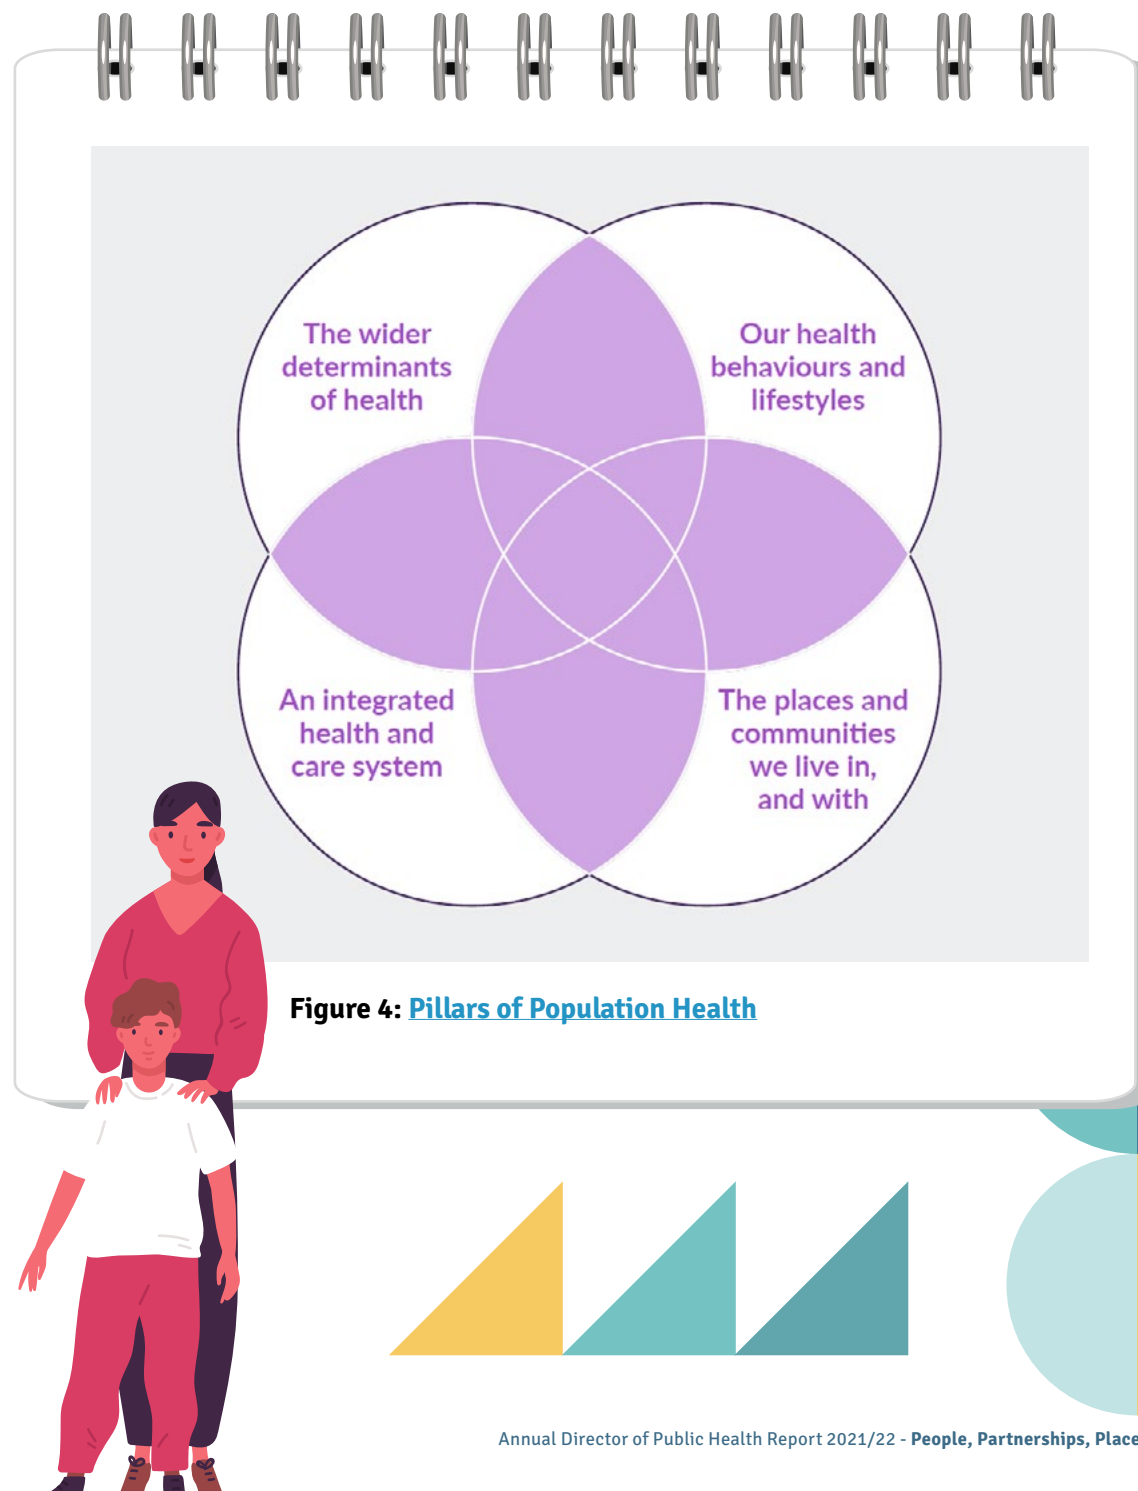 The wider
determinants
of health
Our health
behaviours and
lifestyles
An integrated
health and
care system
The places and
communities
we live in,
and with
Figure 4: Pillars of Population Health
Annual Director of Public Health Report 2021/22 - People, Partnerships, Place